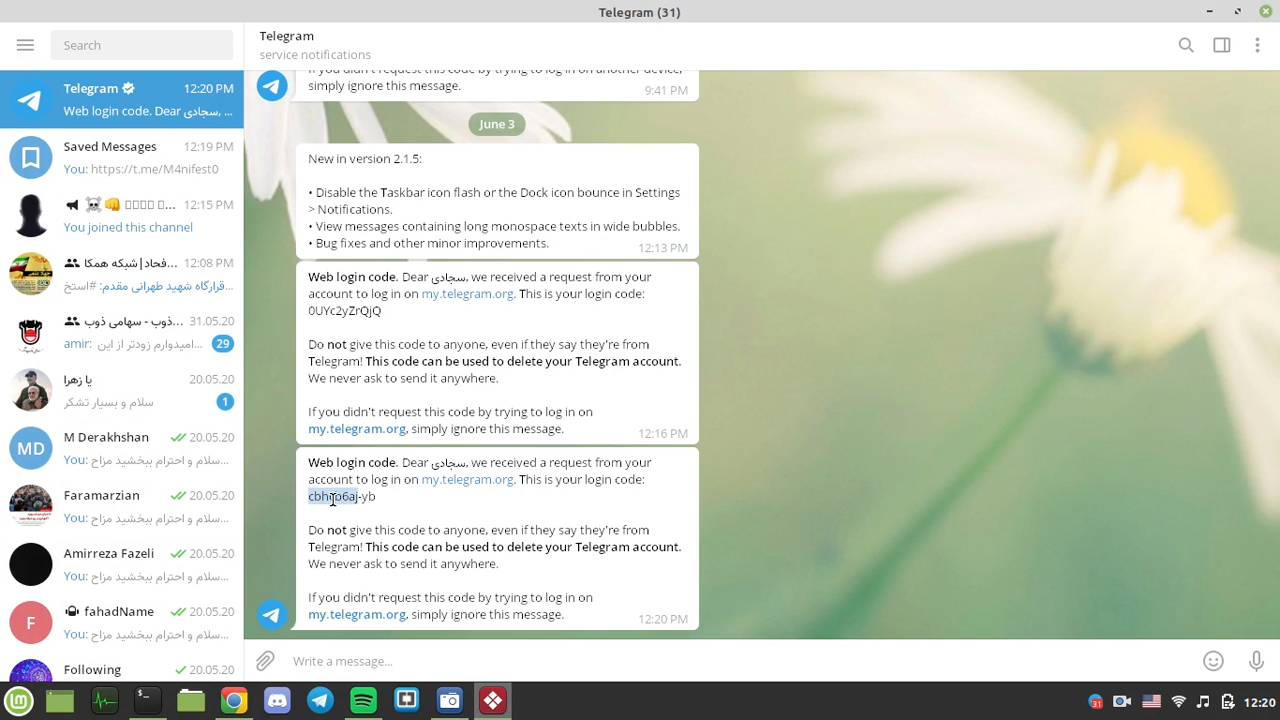 Telegram (31)
Search
Telegram
service notifications
Telegram 12:20 PM
Web login code. Dear سجادی, ...
Saved Messages 12:19 PM
You: https://t.me/M4nifest0
... 12:15 PM
You joined this channel
فحاد|شبکه همکا... 12:08 PM
قرارگاه شهید طهرانی مقدم: #استخ...
ذوب - سهامی ذوب... 31.05.20
amir: امیدوارم زودتر از این... 29
یا زهرا 20.05.20
سلام و بسیار تشکر 1
MD
M Derakhshan 20.05.20
You: سلام و احترام ببخشید مزاح...
Faramarzian 20.05.20
You: سلام و احترام ببخشید مزاح...
Amirreza Fazeli 20.05.20
You: سلام و احترام ببخشید مزاح...
F
fahadName 20.05.20
You: سلام و احترام ببخشید مزاح...
Following 20.05.20
If you didn't request this code by trying to log in on another device,
simply ignore this message.
9:41 PM
June 3
New in version 2.1.5:
• Disable the Taskbar icon flash or the Dock icon bounce in Settings
> Notifications.
• View messages containing long monospace texts in wide bubbles.
• Bug fixes and other minor improvements.
12:13 PM
Web login code. Dear سجادی, we received a request from your
account to log in on my.telegram.org. This is your login code:
0UYc2yZrQjQ
Do not give this code to anyone, even if they say they're from
Telegram! This code can be used to delete your Telegram account.
We never ask to send it anywhere.
If you didn't request this code by trying to log in on
my.telegram.org, simply ignore this message.
12:16 PM
Web login code. Dear سجادی, we received a request from your
account to log in on my.telegram.org. This is your login code:
Do not give this code to anyone, even if they say they're from
Telegram! This code can be used to delete your Telegram account.
We never ask to send it anywhere.
If you didn't request this code by trying to log in on
my.telegram.org, simply ignore this message.
12:20 PM
Write a message...
31
12:20